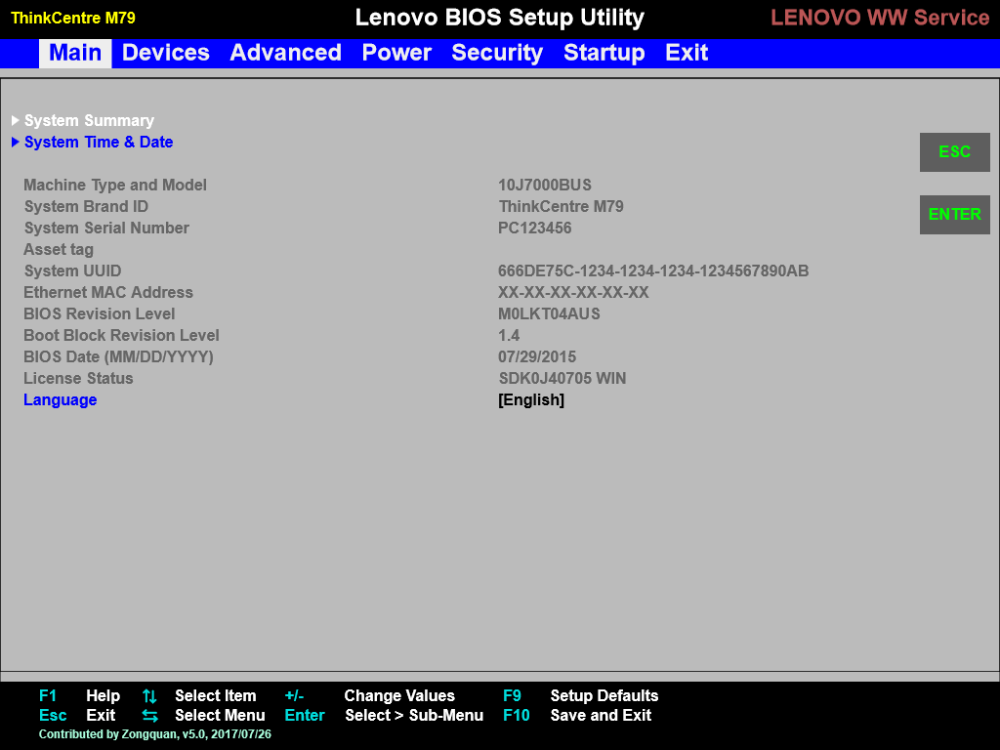 ThinkCentre M79 Lenovo BIOS Setup Utility LENOVO WW Service
Main Devices Advanced Power Security Startup Exit
System Summary
System Time & Date
ESC
Machine Type and Model 10J7000BUS
System Brand ID ThinkCentre M79
ENTER
System Serial Number PC123456
Asset tag
System UUID 666DE75C-1234-1234-1234-1234567890AB
Ethernet MAC Address XX-XX-XX-XX-XX-XX
BIOS Revision Level M0LKT04AUS
Boot Block Revision Level 1.4
BIOS Date (MM/DD/YYYY) 07/29/2015
License Status SDK0J40705 WIN
Language [English]
F1 Help ⇅ Select Item +/- Change Values F9 Setup Defaults
Esc Exit ⇆ Select Menu Enter Select > Sub-Menu F10 Save and Exit
Contributed by Zongquan, v5.0, 2017/07/26